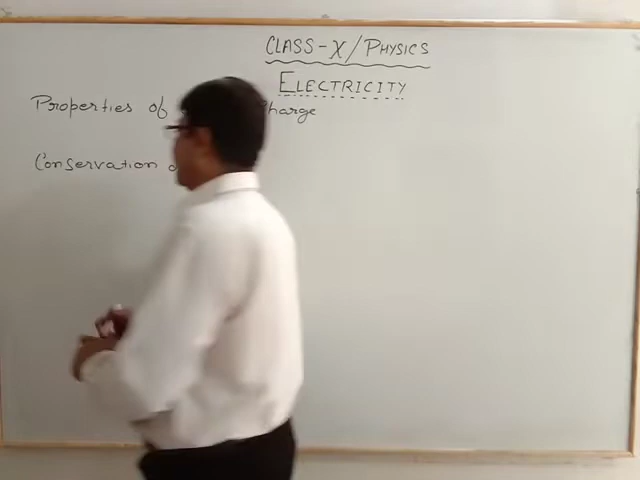 CLASS-X/PHYSICS
ELECTRICITY
Properties of harge
Conservation